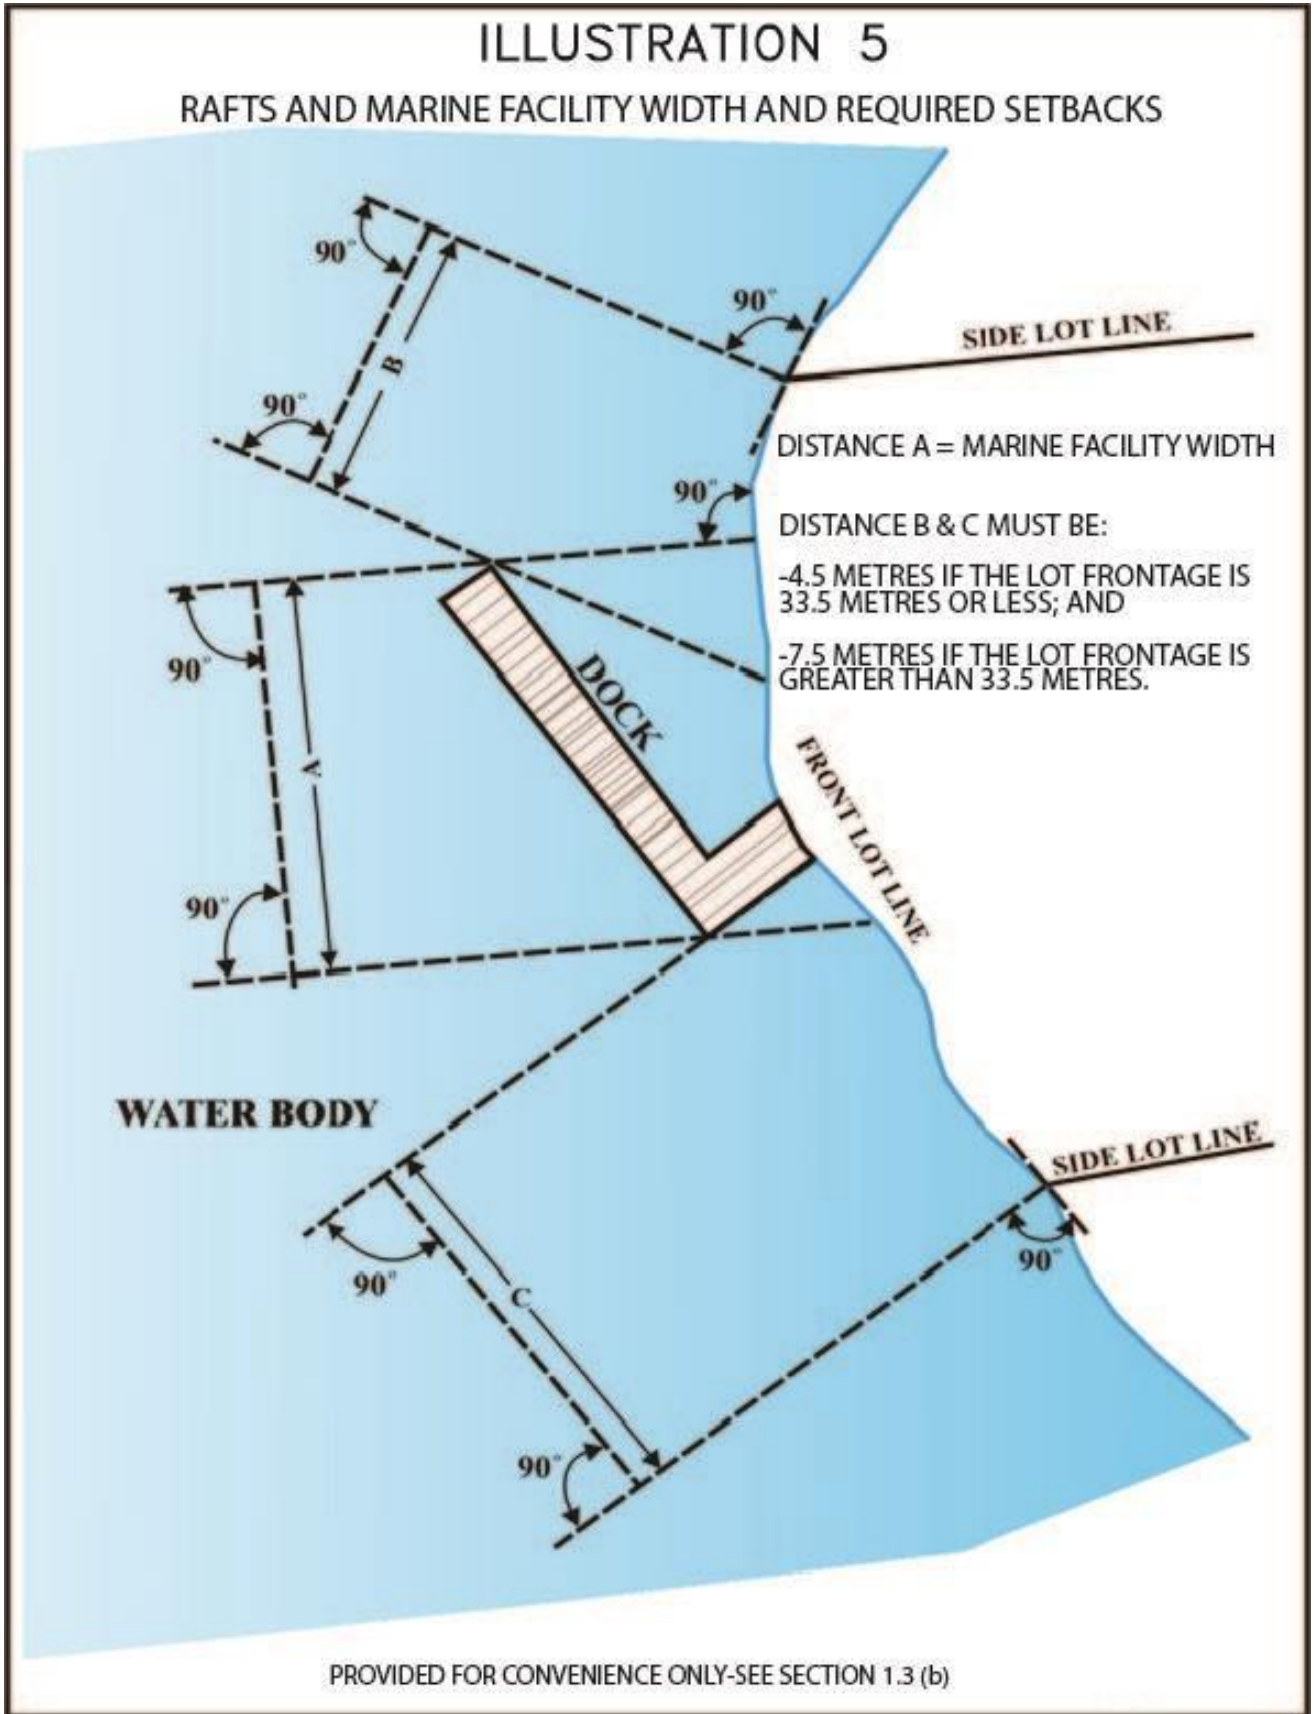 ILLUSTRATION 5
RAFTS AND MARINE FACILITY WIDTH AND REQUIRED SETBACKS
90°
90°
SIDE LOT LINE
B
90°
DISTANCE A = MARINE FACILITY WIDTH
90°
DISTANCE B & C MUST BE:
-4.5 METRES IF THE LOT FRONTAGE IS
33.5 METRES OR LESS; AND
90°
-7.5 METRES IF THE LOT FRONTAGE IS
GREATER THAN 33.5 METRES.
DOCK
A
FRONT LOT LINE
90°
WATER BODY
SIDE LOT LINE
90°
90°
C
90°
PROVIDED FOR CONVENIENCE ONLY-SEE SECTION 1.3 (b)